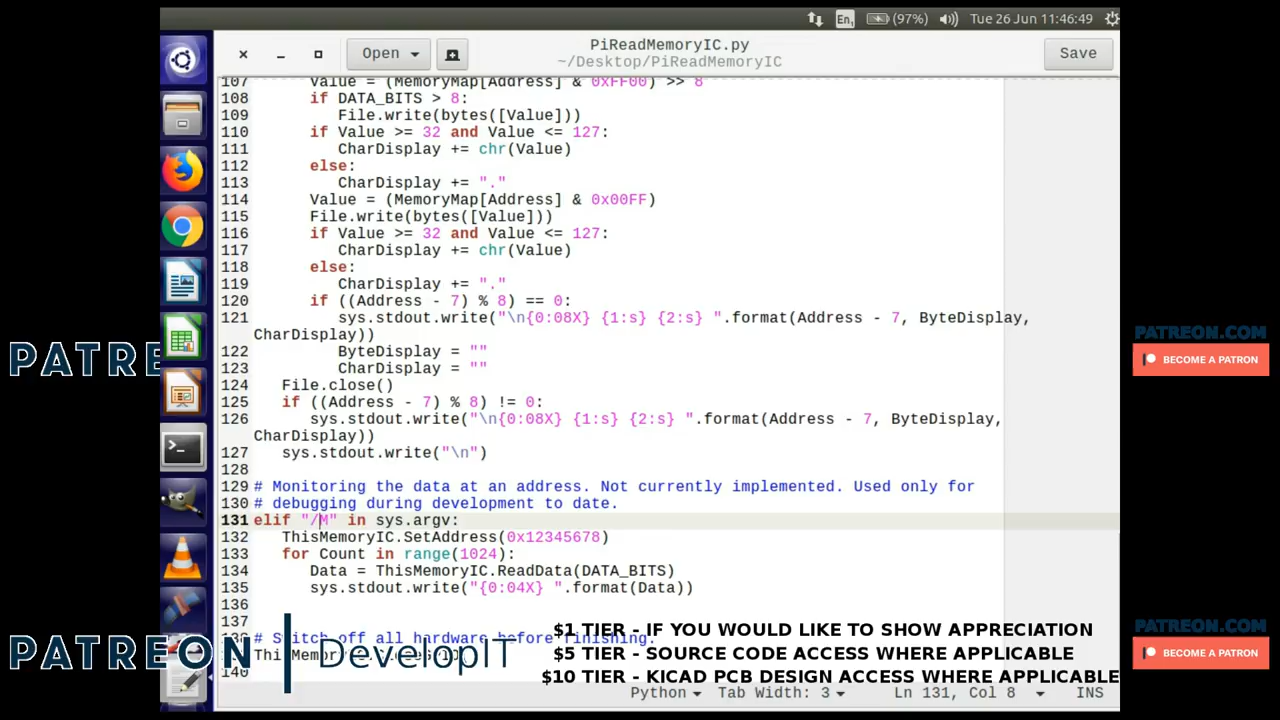 En (97%) Tue 26 Jun 11:46:49
Open PiReadMemoryIC.py Save
~/Desktop/PiReadMemoryIC
107 Value = (MemoryMap[Address] & 0xFF00) >> 8
108 if DATA_BITS > 8:
109 File.write(bytes([Value]))
110 if Value >= 32 and Value <= 127:
111 CharDisplay += chr(Value)
112 else:
113 CharDisplay += "."
114 Value = (MemoryMap[Address] & 0x00FF)
115 File.write(bytes([Value]))
116 if Value >= 32 and Value <= 127:
117 CharDisplay += chr(Value)
118 else:
119 CharDisplay += "."
120 if ((Address - 7) % 8) == 0:
121 sys.stdout.write("\n{0:08X} {1:s} {2:s} ".format(Address - 7, ByteDisplay,
CharDisplay))
122 ByteDisplay = ""
123 CharDisplay = ""
124 File.close()
125 if ((Address - 7) % 8) != 0:
126 sys.stdout.write("\n{0:08X} {1:s} {2:s} ".format(Address - 7, ByteDisplay,
CharDisplay))
127 sys.stdout.write("\n")
128
129 # Monitoring the data at an address. Not currently implemented. Used only for
130 # debugging during development to date.
131 elif "/M" in sys.argv:
132 ThisMemoryIC.SetAddress(0x12345678)
133 for Count in range(1024):
134 Data = ThisMemoryIC.ReadData(DATA_BITS)
135 sys.stdout.write("{0:04X} ".format(Data))
136
137
138 # Switch off all hardware before finishing.
140
Python Tab Width: 3 Ln 131, Col 8 INS
PATRE
PATREON DevelopIT
$1 TIER - IF YOU WOULD LIKE TO SHOW APPRECIATION
$5 TIER - SOURCE CODE ACCESS WHERE APPLICABLE
$10 TIER - KICAD PCB DESIGN ACCESS WHERE APPLICABLE
PATREON.COM
BECOME A PATRON
PATREON.COM
BECOME A PATRON